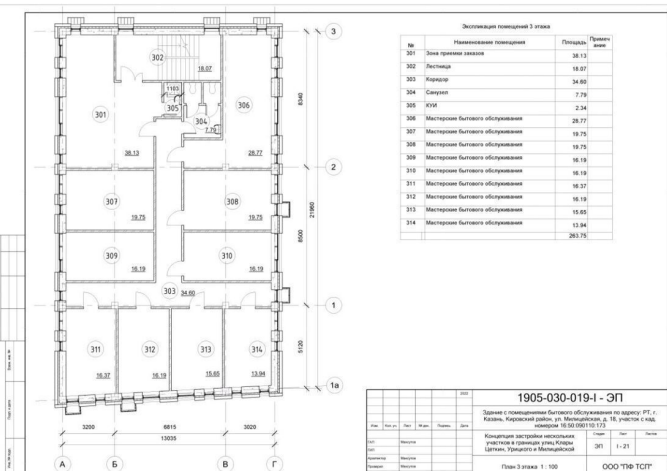 Экспликация помещений 3 этажа
№ Наименование помещения Площадь Примеч ание
301 Зона приемки заказов 38.13
302 Лестница 18.07
303 Коридор 34.60
304 Санузел 7.79
305 КУИ 2.34
306 Мастерские бытового обслуживания 28.77
307 Мастерские бытового обслуживания 19.75
308 Мастерские бытового обслуживания 19.75
309 Мастерские бытового обслуживания 16.19
310 Мастерские бытового обслуживания 16.19
311 Мастерские бытового обслуживания 16.37
312 Мастерские бытового обслуживания 16.19
313 Мастерские бытового обслуживания 15.65
314 Мастерские бытового обслуживания 13.94
263.75
3
302
18.07
1103
301
305
304
306
7.79
38.13
28.77
8340
2
307
308
19.75
19.75
21960
8500
309
310
16.19
16.19
303
34.60
1
311
312
313
314
16.37
16.19
15.65
13.94
5120
1а
3200
6815
3020
13035
А
Б
В
Г
1905-030-019-I - ЭП
Здание с помещениями бытового обслуживания по адресу: РТ, г.
Казань, Кировский район, ул. Милицейская, д. 18, участок с кад.
номером 16:50:090110:173
Концепция застройки нескольких
участков в границах улиц Клары
Цеткин, Урицкого и Милицейской
Стадия Лист Листов
ЭП I - 21
План 3 этажа 1 : 100
ООО "ПФ ТСП"